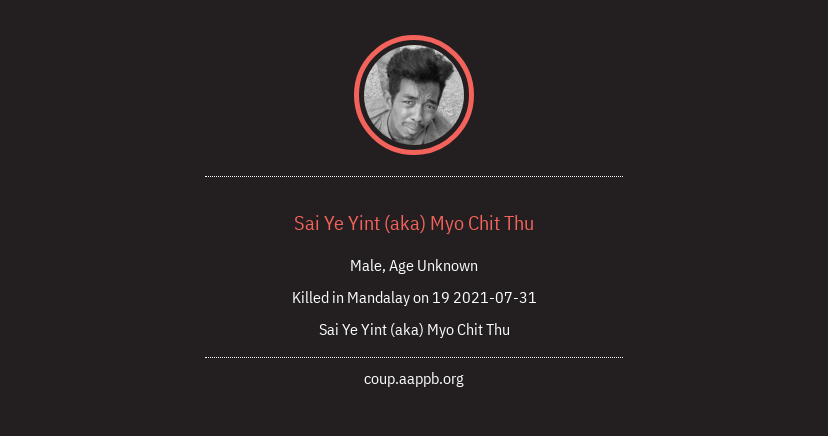 Sai Ye Yint (aka) Myo Chit Thu
Male, Age Unknown
Killed in Mandalay on 19 2021-07-31
Sai Ye Yint (aka) Myo Chit Thu
coup.aappb.org